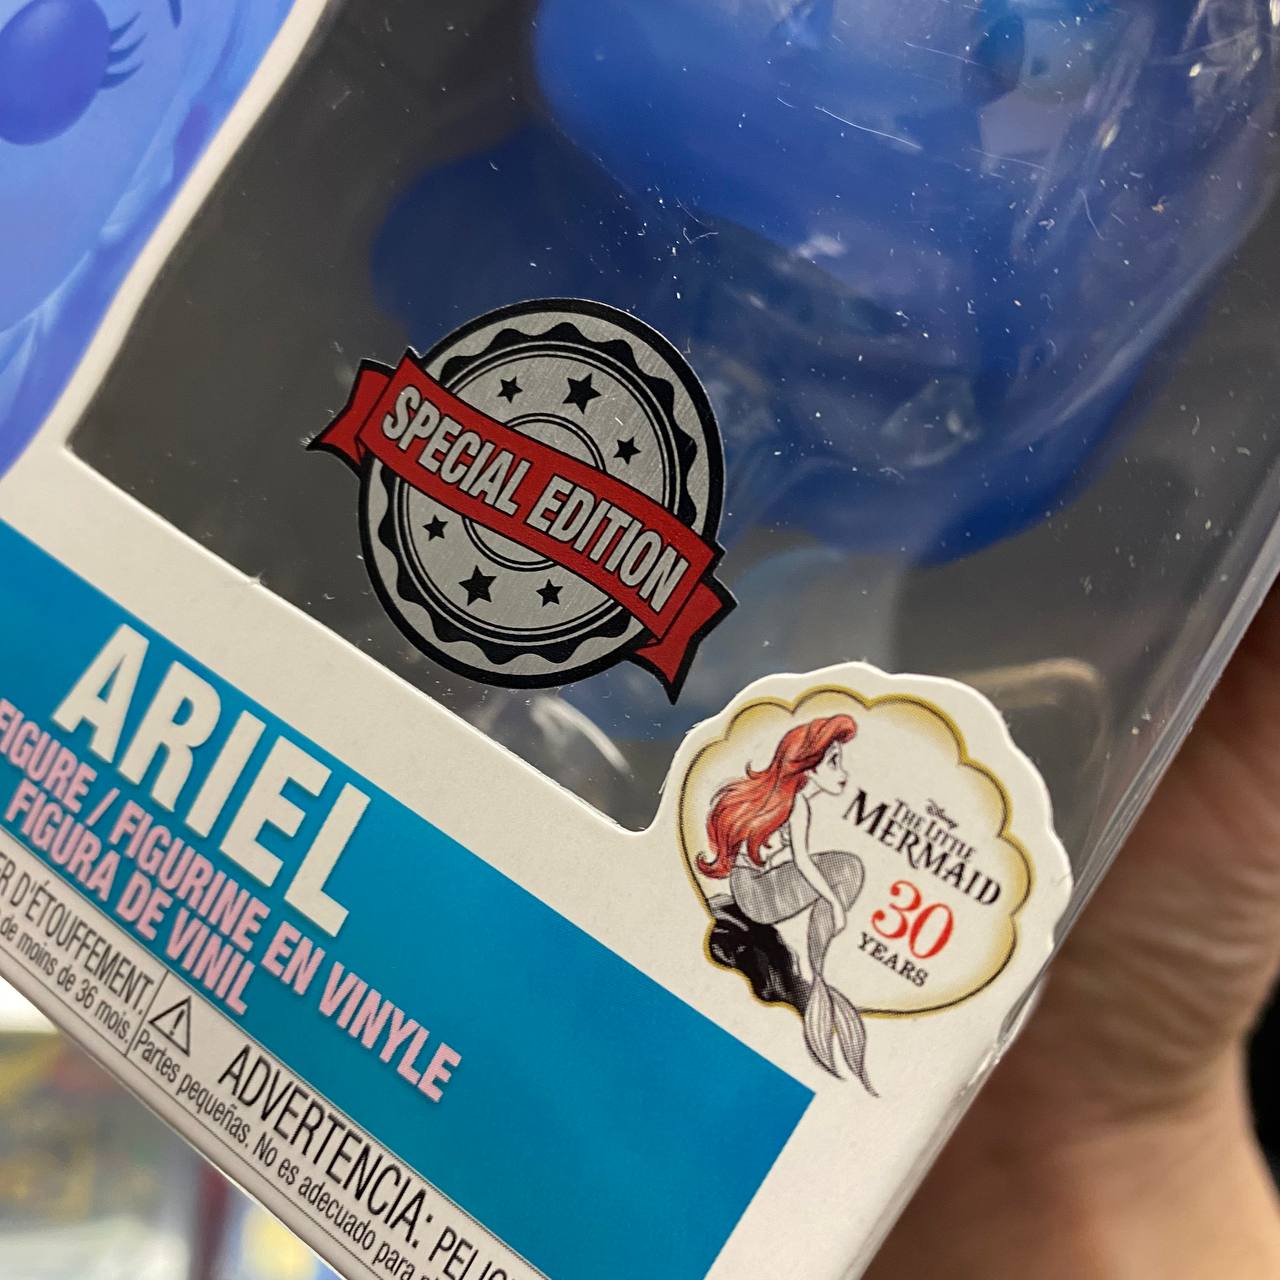 SPECIAL EDITION
Disney
THE LITTLE
MERMAID
30
YEARS
ARIEL
FIGURE / FIGURINE EN VINYLE
FIGURA DE VINIL
D'ÉTOUFFEMENT.
de moins de 36 mois.
ADVERTENCIA:
Partes pequeñas. No es adecuado para